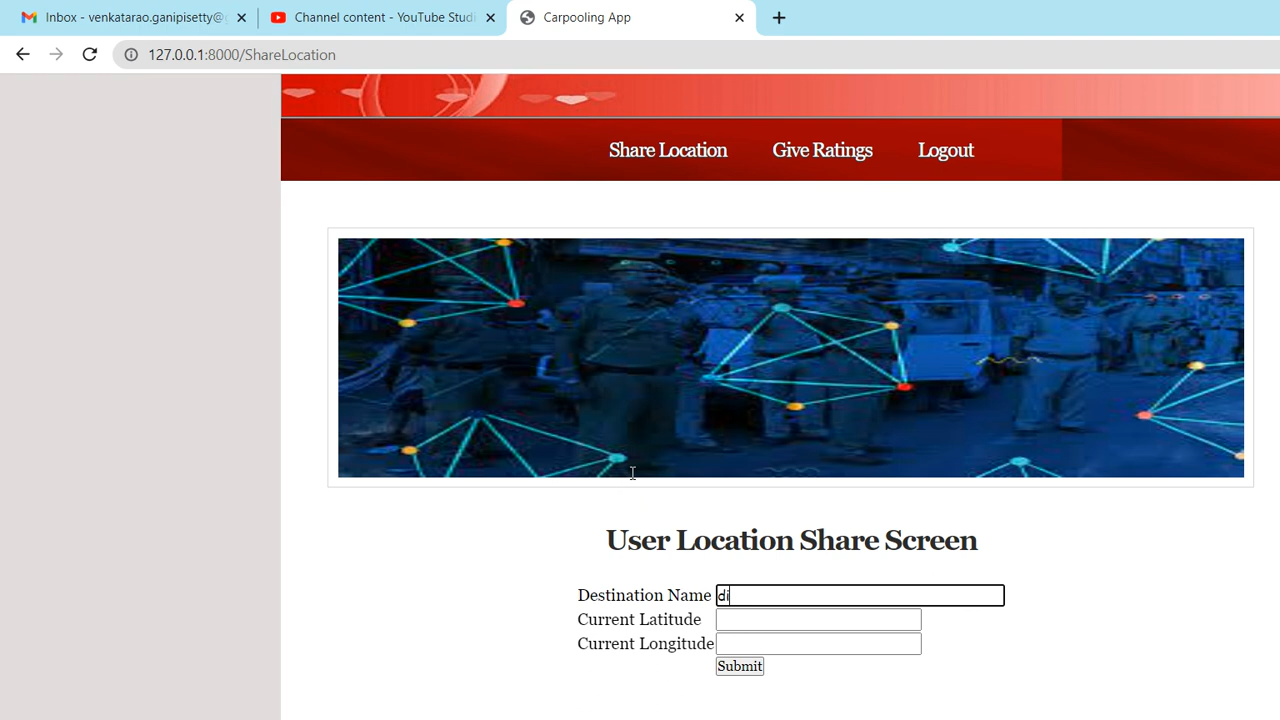 Inbox - venkatarao.ganipisetty@
Channel content - YouTube Stud
Carpooling App
127.0.0.1:8000/ShareLocation
Share Location
Give Ratings
Logout
User Location Share Screen
Destination Name di
Current Latitude
Current Longitude
Submit